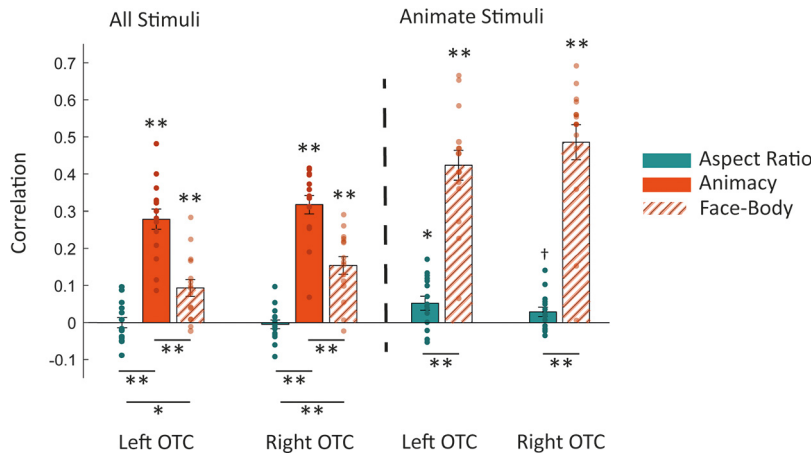 All Stimuli
Animate Stimuli
Correlation
0.7
0.6
0.5
0.4
0.3
0.2
0.1
0
-0.1
**
**
**
**
*
**
†
**
**
**
**
**
**
**
*
**
Left OTC
Right OTC
Left OTC
Right OTC
Aspect Ratio
Animacy
Face-Body